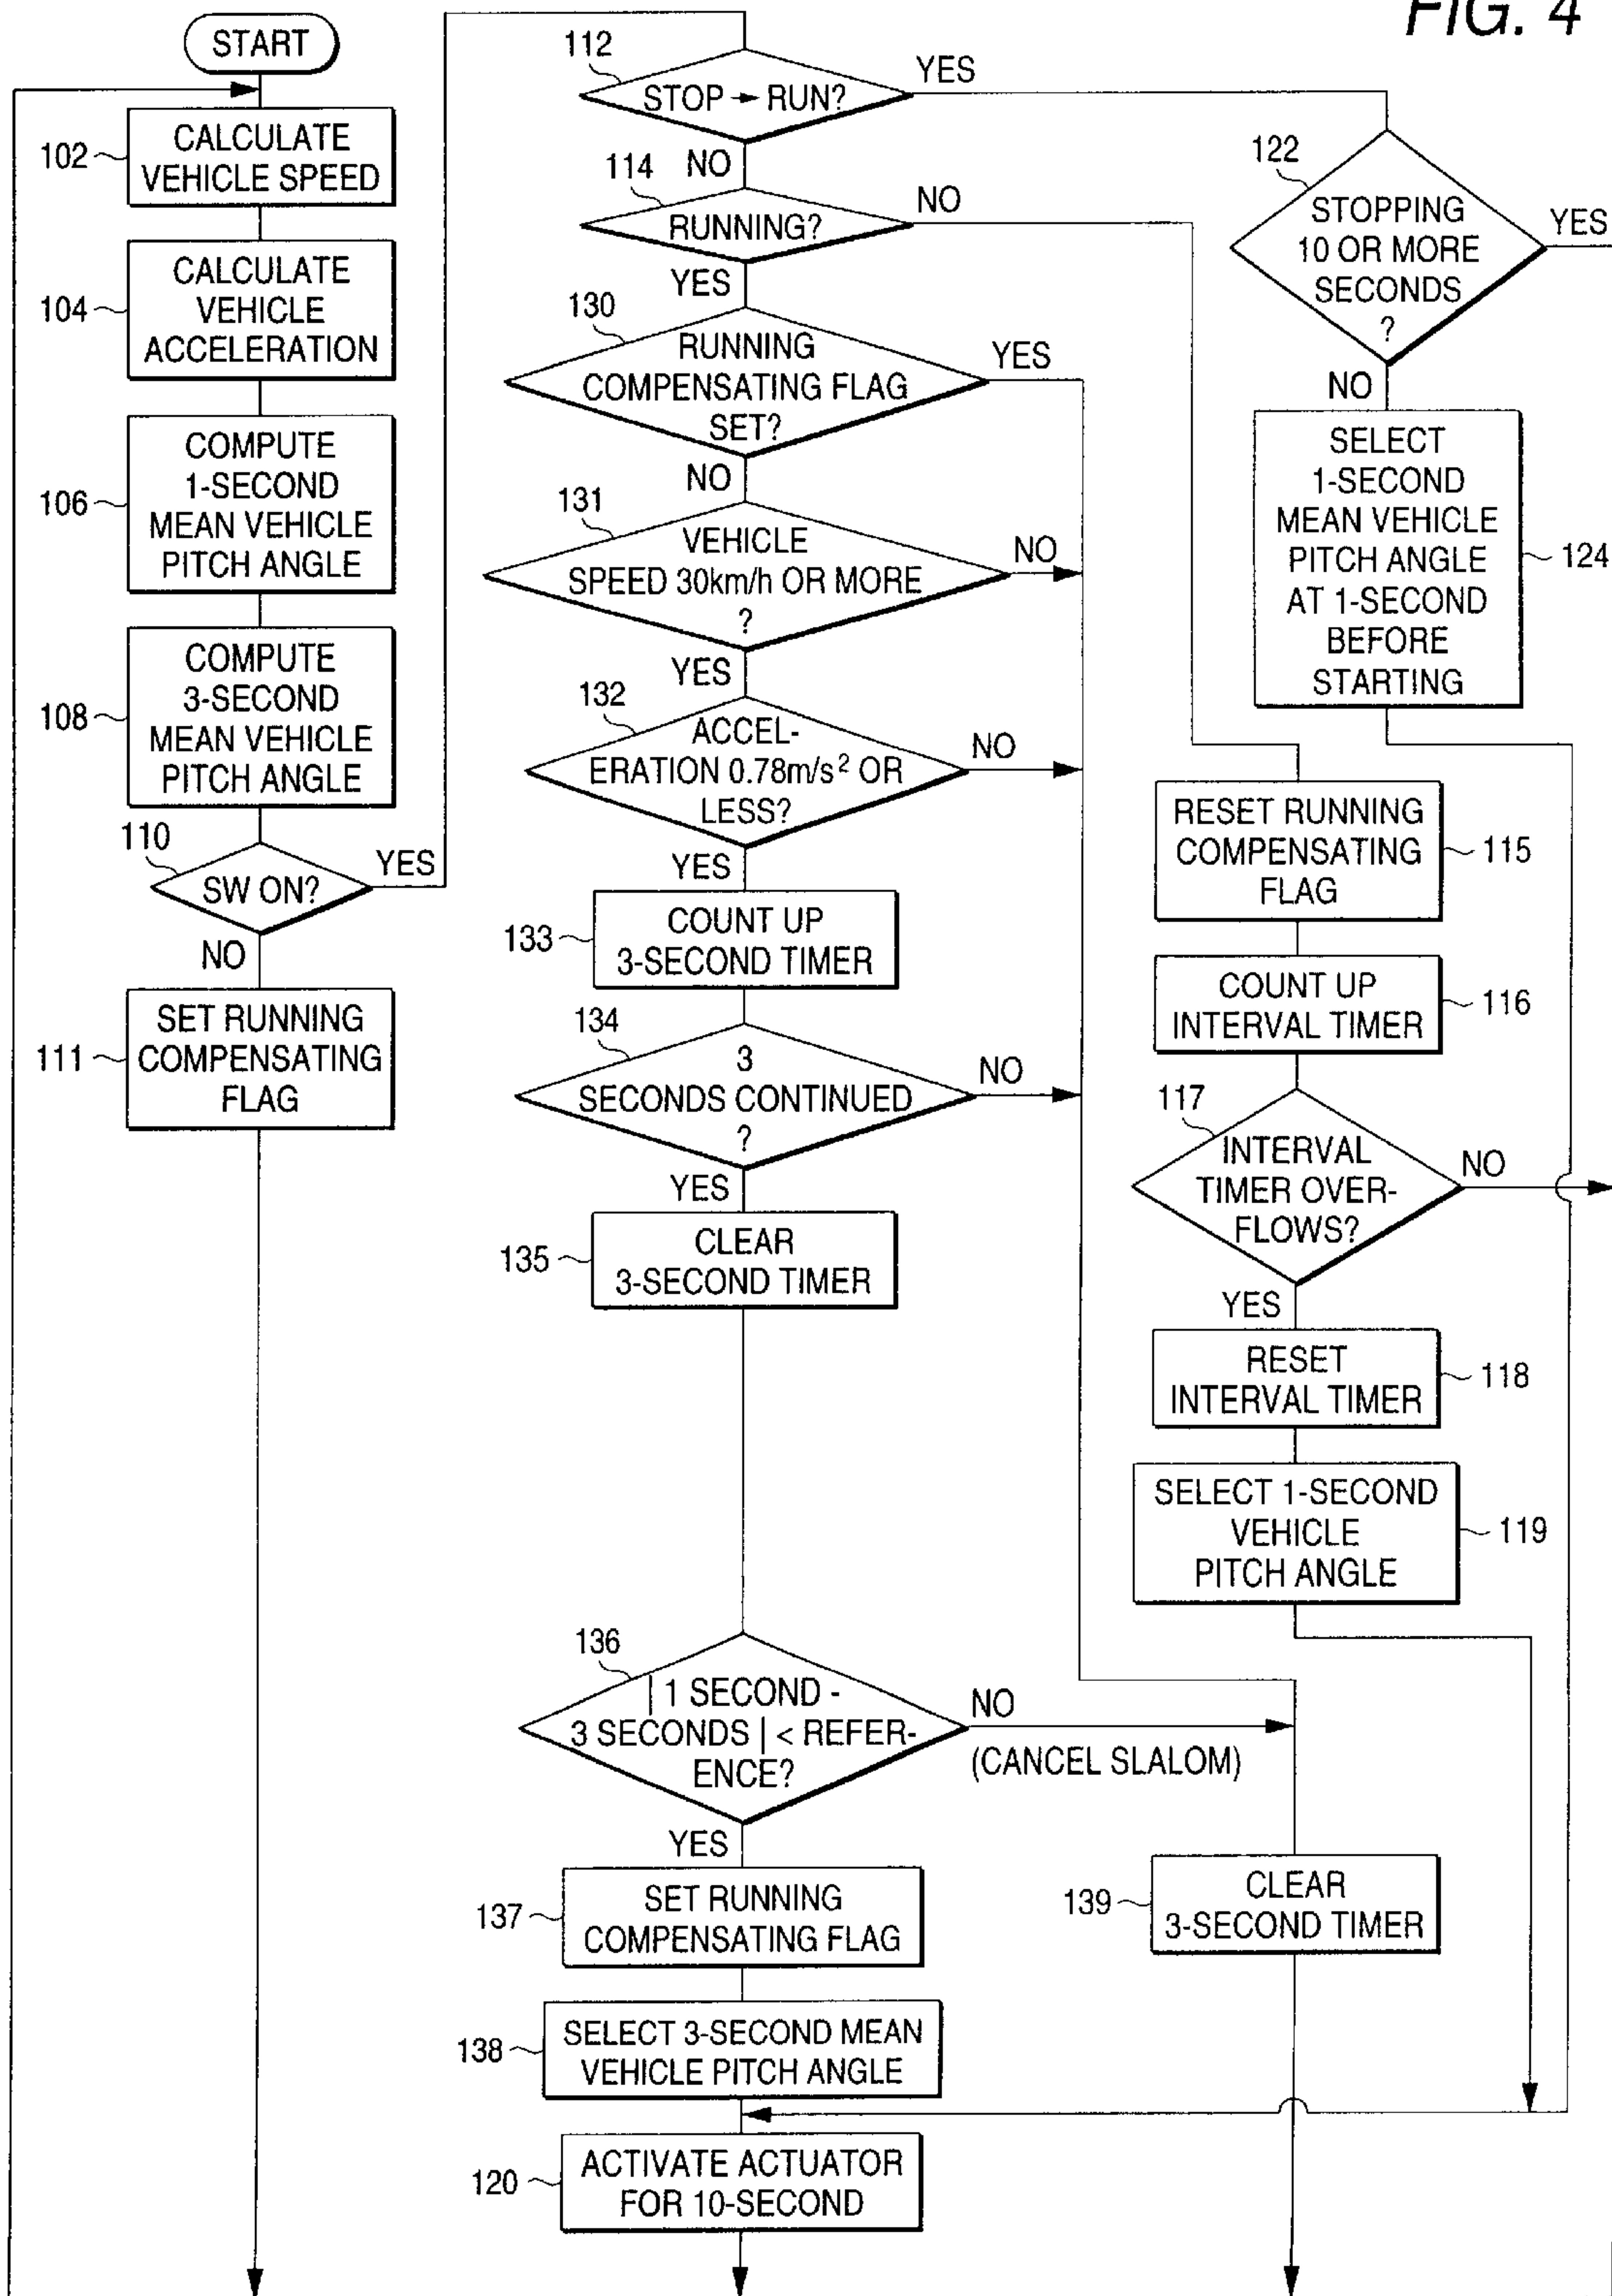 FIG. 4
START
102
CALCULATE
VEHICLE SPEED
104
CALCULATE
VEHICLE
ACCELERATION
106
COMPUTE
1-SECOND
MEAN VEHICLE
PITCH ANGLE
108
COMPUTE
3-SECOND
MEAN VEHICLE
PITCH ANGLE
110
SW ON?
YES
NO
111
SET RUNNING
COMPENSATING
FLAG
112
STOP → RUN?
YES
NO
114
RUNNING?
NO
YES
130
RUNNING
COMPENSATING FLAG
SET?
YES
NO
131
VEHICLE
SPEED 30km/h OR MORE
?
NO
YES
132
ACCEL-
ERATION 0.78m/s² OR
LESS?
NO
YES
133
COUNT UP
3-SECOND TIMER
134
3
SECONDS CONTINUED
?
NO
YES
135
CLEAR
3-SECOND TIMER
136
| 1 SECOND -
3 SECONDS | < REFER-
ENCE?
NO
(CANCEL SLALOM)
YES
137
SET RUNNING
COMPENSATING FLAG
138
SELECT 3-SECOND MEAN
VEHICLE PITCH ANGLE
120
ACTIVATE ACTUATOR
FOR 10-SECOND
122
STOPPING
10 OR MORE
SECONDS
?
YES
NO
SELECT
1-SECOND
MEAN VEHICLE
PITCH ANGLE
AT 1-SECOND
BEFORE
STARTING
124
RESET RUNNING
COMPENSATING
FLAG
115
COUNT UP
INTERVAL TIMER
116
117
INTERVAL
TIMER OVER-
FLOWS?
NO
YES
RESET
INTERVAL TIMER
118
SELECT 1-SECOND
VEHICLE
PITCH ANGLE
119
139
CLEAR
3-SECOND TIMER